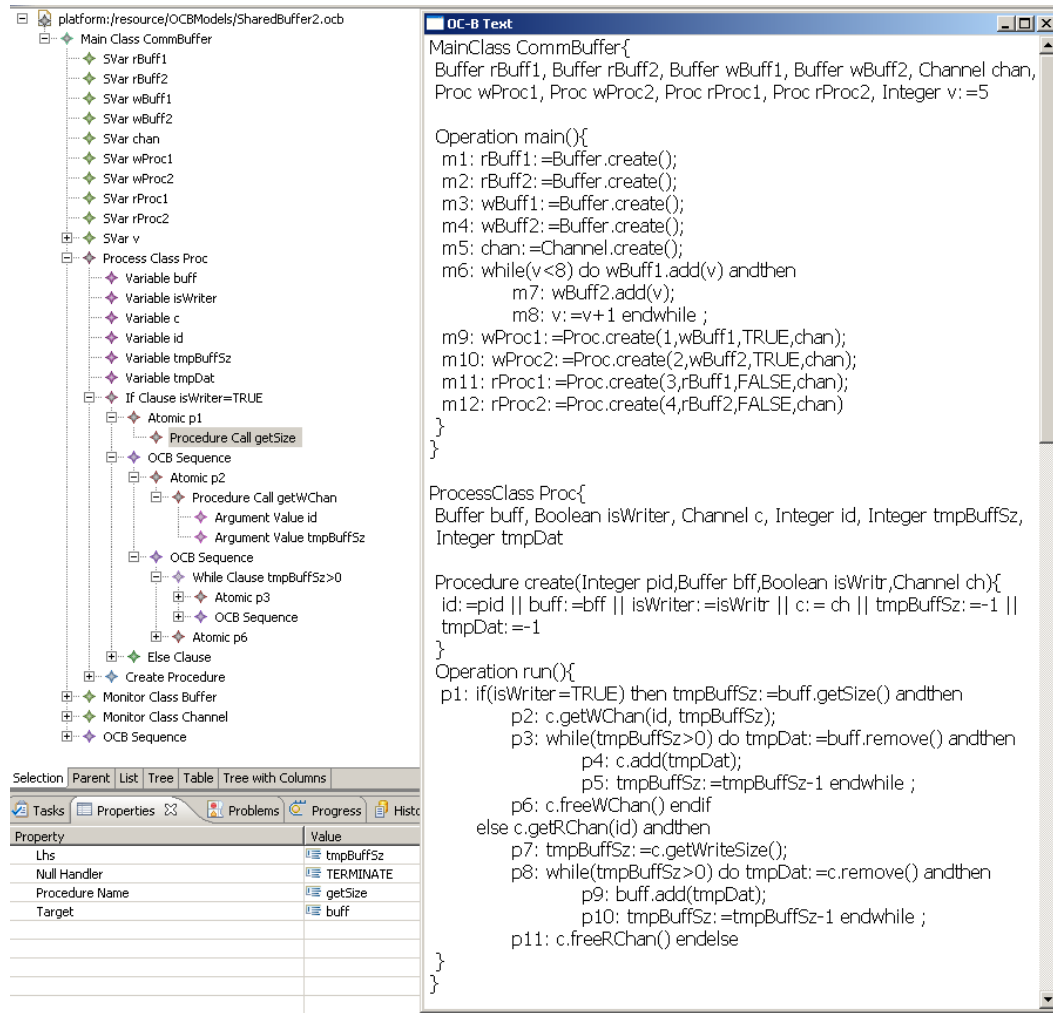 platform:/resource/OCBModels/SharedBuffer2.ocb
Main Class CommBuffer
SVar rBuff1
SVar rBuff2
SVar wBuff1
SVar wBuff2
SVar chan
SVar wProc1
SVar wProc2
SVar rProc1
SVar rProc2
SVar v
Process Class Proc
Variable buff
Variable isWriter
Variable c
Variable id
Variable tmpBuffSz
Variable tmpDat
If Clause isWriter=TRUE
Atomic p1
Procedure Call getSize
OCB Sequence
Atomic p2
Procedure Call getWChan
Argument Value id
Argument Value tmpBuffSz
OCB Sequence
While Clause tmpBuffSz>0
Atomic p3
OCB Sequence
Atomic p6
Else Clause
Create Procedure
Monitor Class Buffer
Monitor Class Channel
OCB Sequence
Selection Parent List Tree Table Tree with Columns
Tasks Properties Problems Progress Histo
Property Value
Lhs tmpBuffSz
Null Handler TERMINATE
Procedure Name getSize
Target buff
OC-B Text
MainClass CommBuffer{
Buffer rBuff1, Buffer rBuff2, Buffer wBuff1, Buffer wBuff2, Channel chan,
Proc wProc1, Proc wProc2, Proc rProc1, Proc rProc2, Integer v:=5
Operation main(){
m1: rBuff1:=Buffer.create();
m2: rBuff2:=Buffer.create();
m3: wBuff1:=Buffer.create();
m4: wBuff2:=Buffer.create();
m5: chan:=Channel.create();
m6: while(v<8) do wBuff1.add(v) andthen
m7: wBuff2.add(v);
m8: v:=v+1 endwhile ;
m9: wProc1:=Proc.create(1,wBuff1,TRUE,chan);
m10: wProc2:=Proc.create(2,wBuff2,TRUE,chan);
m11: rProc1:=Proc.create(3,rBuff1,FALSE,chan);
m12: rProc2:=Proc.create(4,rBuff2,FALSE,chan)
}
}
ProcessClass Proc{
Buffer buff, Boolean isWriter, Channel c, Integer id, Integer tmpBuffSz,
Integer tmpDat
Procedure create(Integer pid,Buffer bff,Boolean isWritr,Channel ch){
id:=pid || buff:=bff || isWriter:=isWritr || c:= ch || tmpBuffSz:=-1 ||
tmpDat:=-1
}
Operation run(){
p1: if(isWriter=TRUE) then tmpBuffSz:=buff.getSize() andthen
p2: c.getWChan(id, tmpBuffSz);
p3: while(tmpBuffSz>0) do tmpDat:=buff.remove() andthen
p4: c.add(tmpDat);
p5: tmpBuffSz:=tmpBuffSz-1 endwhile ;
p6: c.freeWChan() endif
else c.getRChan(id) andthen
p7: tmpBuffSz:=c.getWriteSize();
p8: while(tmpBuffSz>0) do tmpDat:=c.remove() andthen
p9: buff.add(tmpDat);
p10: tmpBuffSz:=tmpBuffSz-1 endwhile ;
p11: c.freeRChan() endelse
}
}